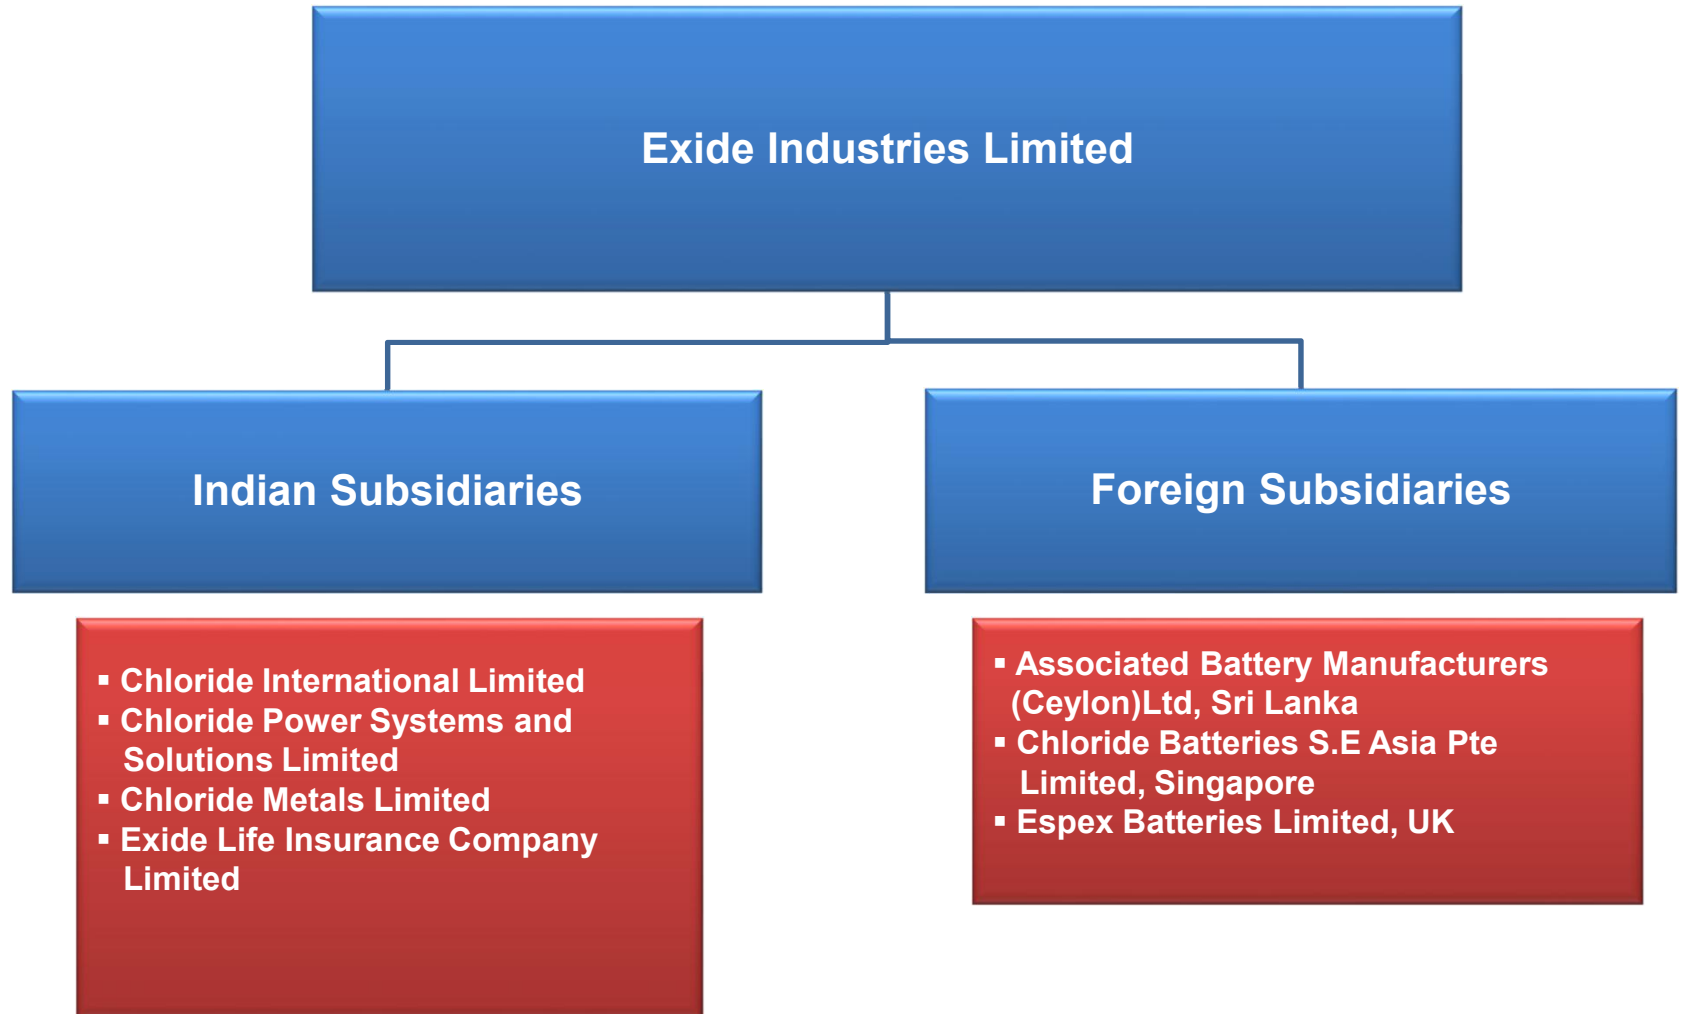 Exide Industries Limited
Indian Subsidiaries
▪ Chloride International Limited
▪ Chloride Power Systems and
Solutions Limited
▪ Chloride Metals Limited
▪ Exide Life Insurance Company
Limited
Foreign Subsidiaries
▪ Associated Battery Manufacturers
(Ceylon)Ltd, Sri Lanka
▪ Chloride Batteries S.E Asia Pte
Limited, Singapore
▪ Espex Batteries Limited, UK